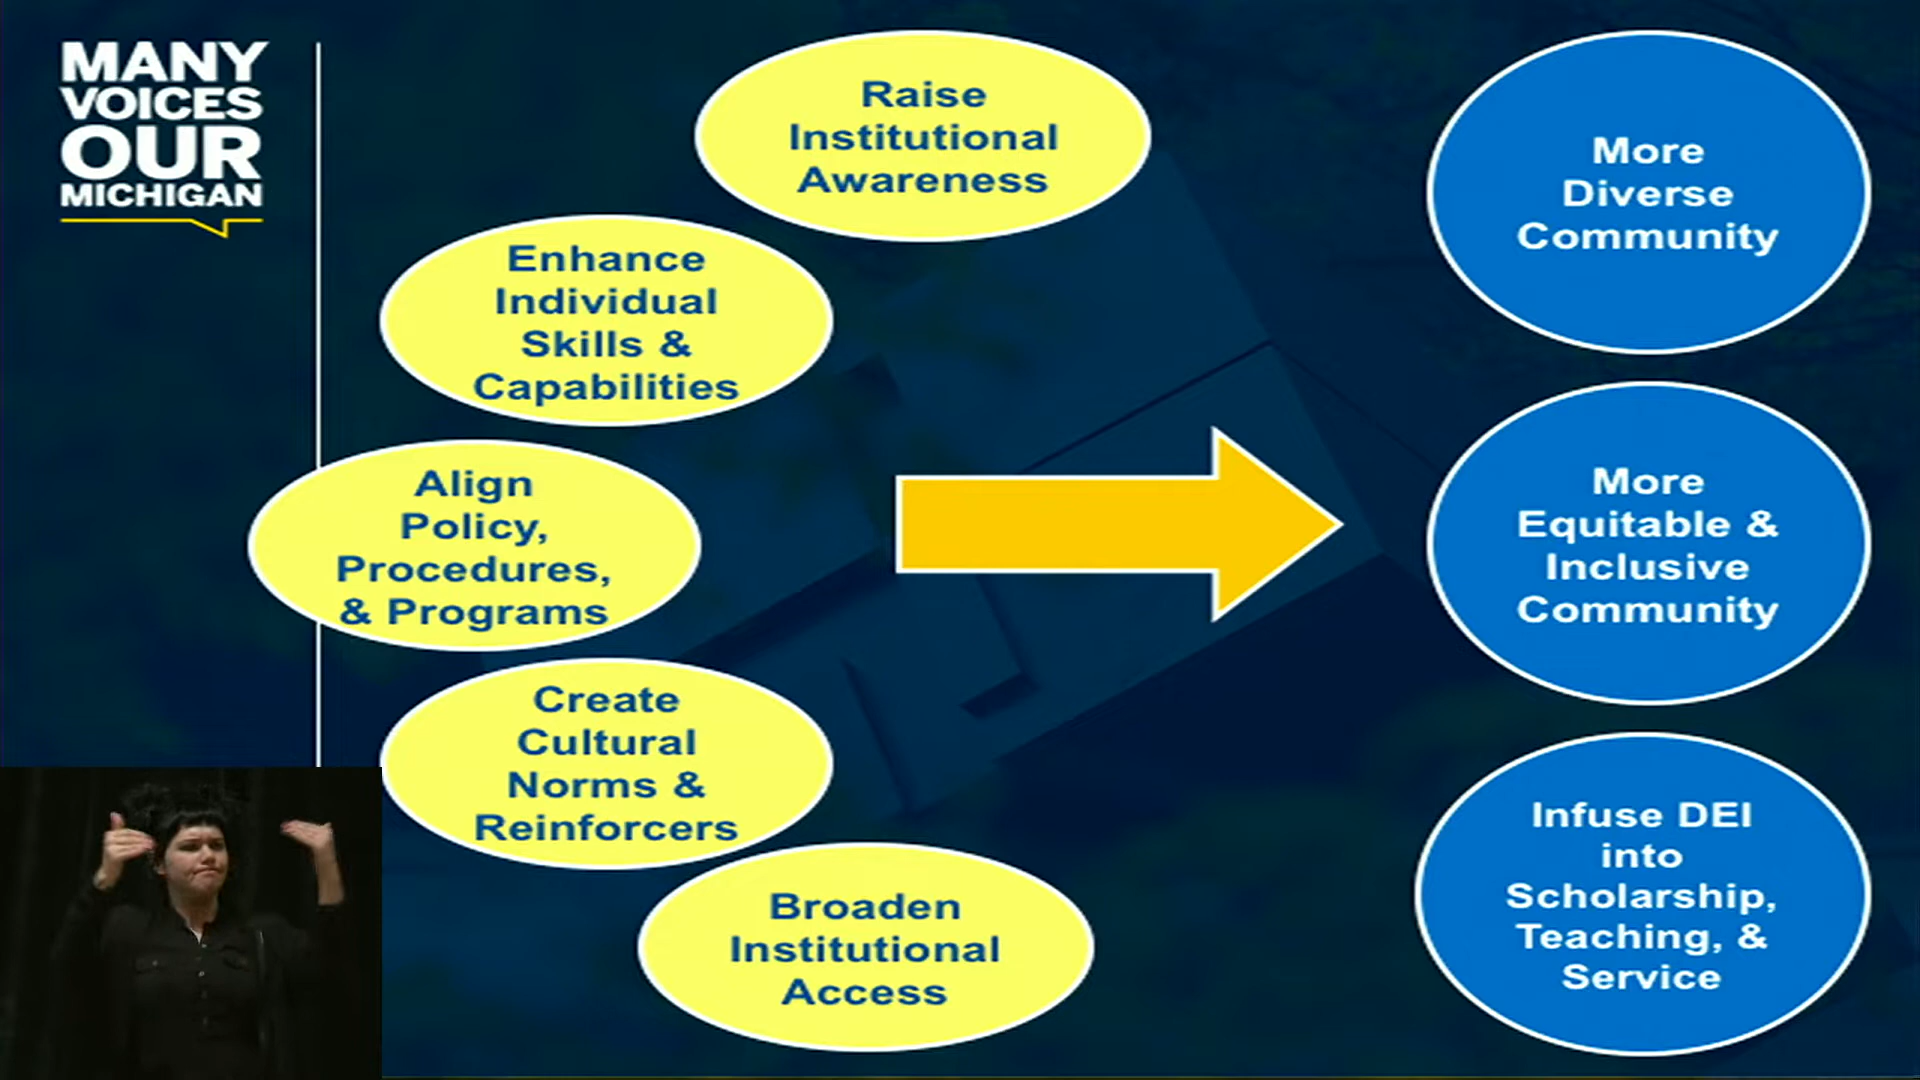 MANY
VOICES
OUR
MICHIGAN
Raise
Institutional
Awareness
Enhance
Individual
Skills &
Capabilities
Align
Policy,
Procedures,
& Programs
Create
Cultural
Norms &
Reinforcers
Broaden
Institutional
Access
More
Diverse
Community
More
Equitable &
Inclusive
Community
Infuse DEI
into
Scholarship,
Teaching, &
Service